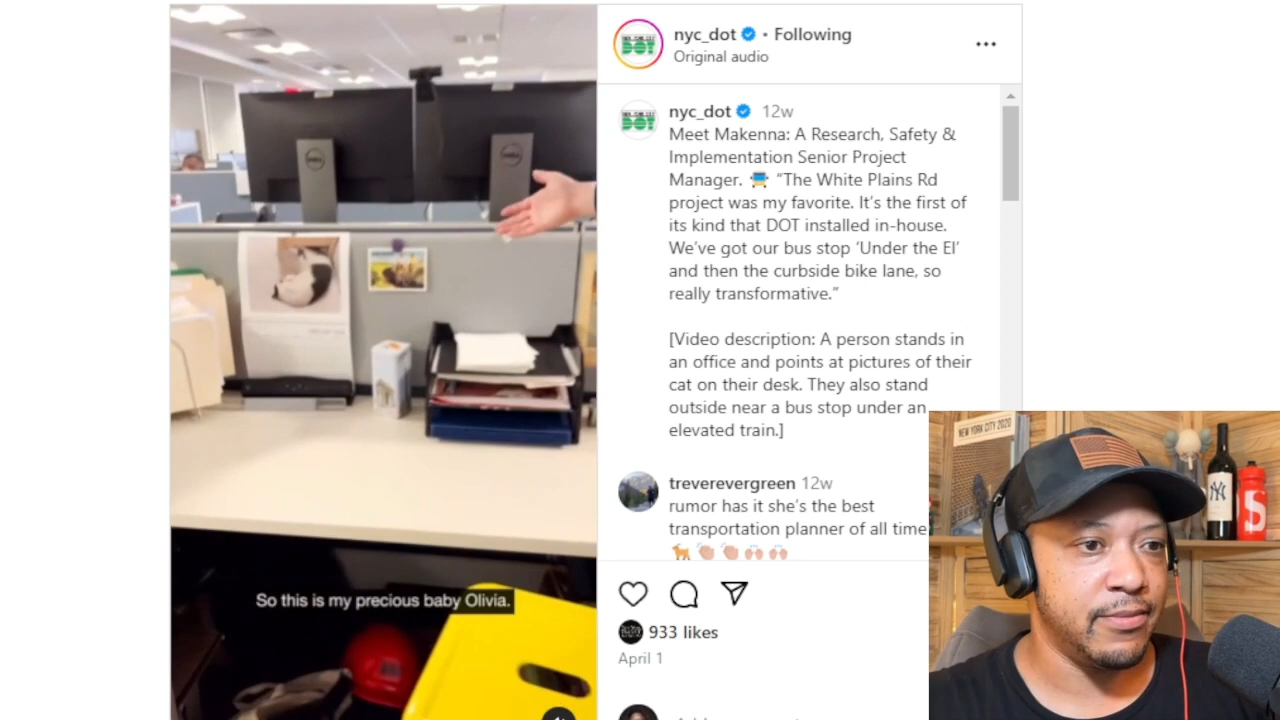 nyc_dot • Following
Original audio
nyc_dot 12w
Meet Makenna: A Research, Safety &
Implementation Senior Project
Manager. “The White Plains Rd
project was my favorite. It’s the first of
its kind that DOT installed in-house.
We’ve got our bus stop ‘Under the El’
and then the curbside bike lane, so
really transformative.”
[Video description: A person stands in
an office and points at pictures of their
cat on their desk. They also stand
outside near a bus stop under an
elevated train.]
treverevergreen 12w
rumor has it she’s the best
transportation planner of all time
933 likes
April 1
So this is my precious baby Olivia.
DOT
DOT
DELL
NEW YORK CITY 2020